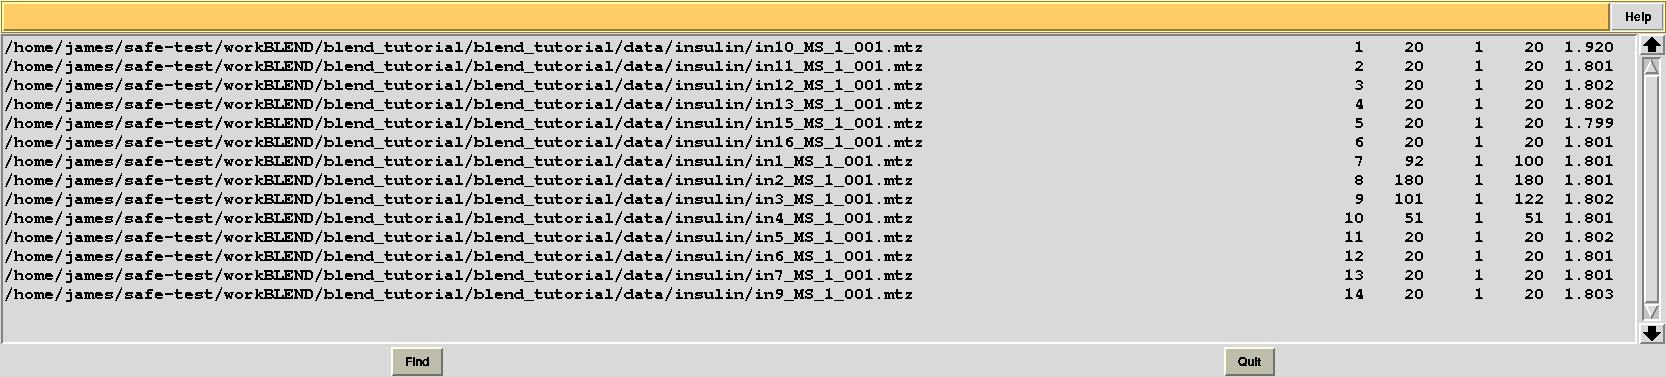 Help
/home/james/safe-test/workBLEND/blend_tutorial/blend_tutorial/data/insulin/in10_MS_1_001.mtz 1 20 1 20 1.920
/home/james/safe-test/workBLEND/blend_tutorial/blend_tutorial/data/insulin/in11_MS_1_001.mtz 2 20 1 20 1.801
/home/james/safe-test/workBLEND/blend_tutorial/blend_tutorial/data/insulin/in12_MS_1_001.mtz 3 20 1 20 1.802
/home/james/safe-test/workBLEND/blend_tutorial/blend_tutorial/data/insulin/in13_MS_1_001.mtz 4 20 1 20 1.802
/home/james/safe-test/workBLEND/blend_tutorial/blend_tutorial/data/insulin/in15_MS_1_001.mtz 5 20 1 20 1.799
/home/james/safe-test/workBLEND/blend_tutorial/blend_tutorial/data/insulin/in16_MS_1_001.mtz 6 20 1 20 1.801
/home/james/safe-test/workBLEND/blend_tutorial/blend_tutorial/data/insulin/in1_MS_1_001.mtz 7 92 1 100 1.801
/home/james/safe-test/workBLEND/blend_tutorial/blend_tutorial/data/insulin/in2_MS_1_001.mtz 8 180 1 180 1.801
/home/james/safe-test/workBLEND/blend_tutorial/blend_tutorial/data/insulin/in3_MS_1_001.mtz 9 101 1 122 1.802
/home/james/safe-test/workBLEND/blend_tutorial/blend_tutorial/data/insulin/in4_MS_1_001.mtz 10 51 1 51 1.801
/home/james/safe-test/workBLEND/blend_tutorial/blend_tutorial/data/insulin/in5_MS_1_001.mtz 11 20 1 20 1.802
/home/james/safe-test/workBLEND/blend_tutorial/blend_tutorial/data/insulin/in6_MS_1_001.mtz 12 20 1 20 1.801
/home/james/safe-test/workBLEND/blend_tutorial/blend_tutorial/data/insulin/in7_MS_1_001.mtz 13 20 1 20 1.801
/home/james/safe-test/workBLEND/blend_tutorial/blend_tutorial/data/insulin/in9_MS_1_001.mtz 14 20 1 20 1.803
Find Quit